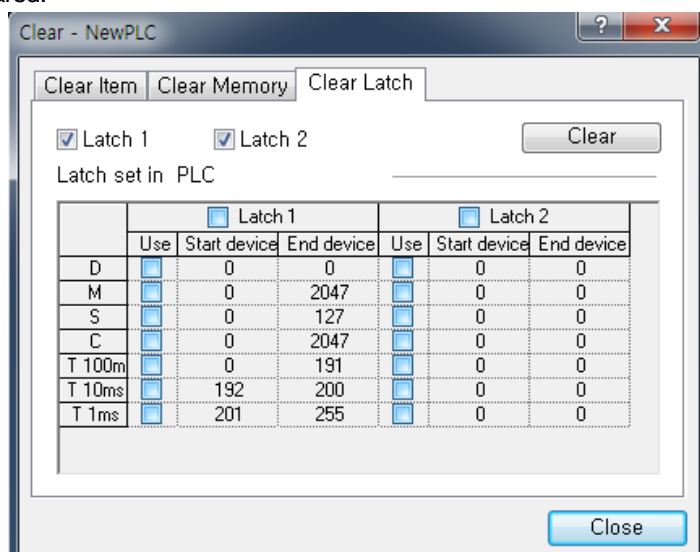 Clear - NewPLC
?
X
Clear Item Clear Memory Clear Latch
Latch 1 Latch 2 Clear
Latch set in PLC
Latch 1 Latch 2
Use Start device End device Use Start device End device
D 0 0 0 0
M 0 2047 0 0
S 0 127 0 0
C 0 2047 0 0
T 100m 0 191 0 0
T 10ms 192 200 0 0
T 1ms 201 255 0 0
Close